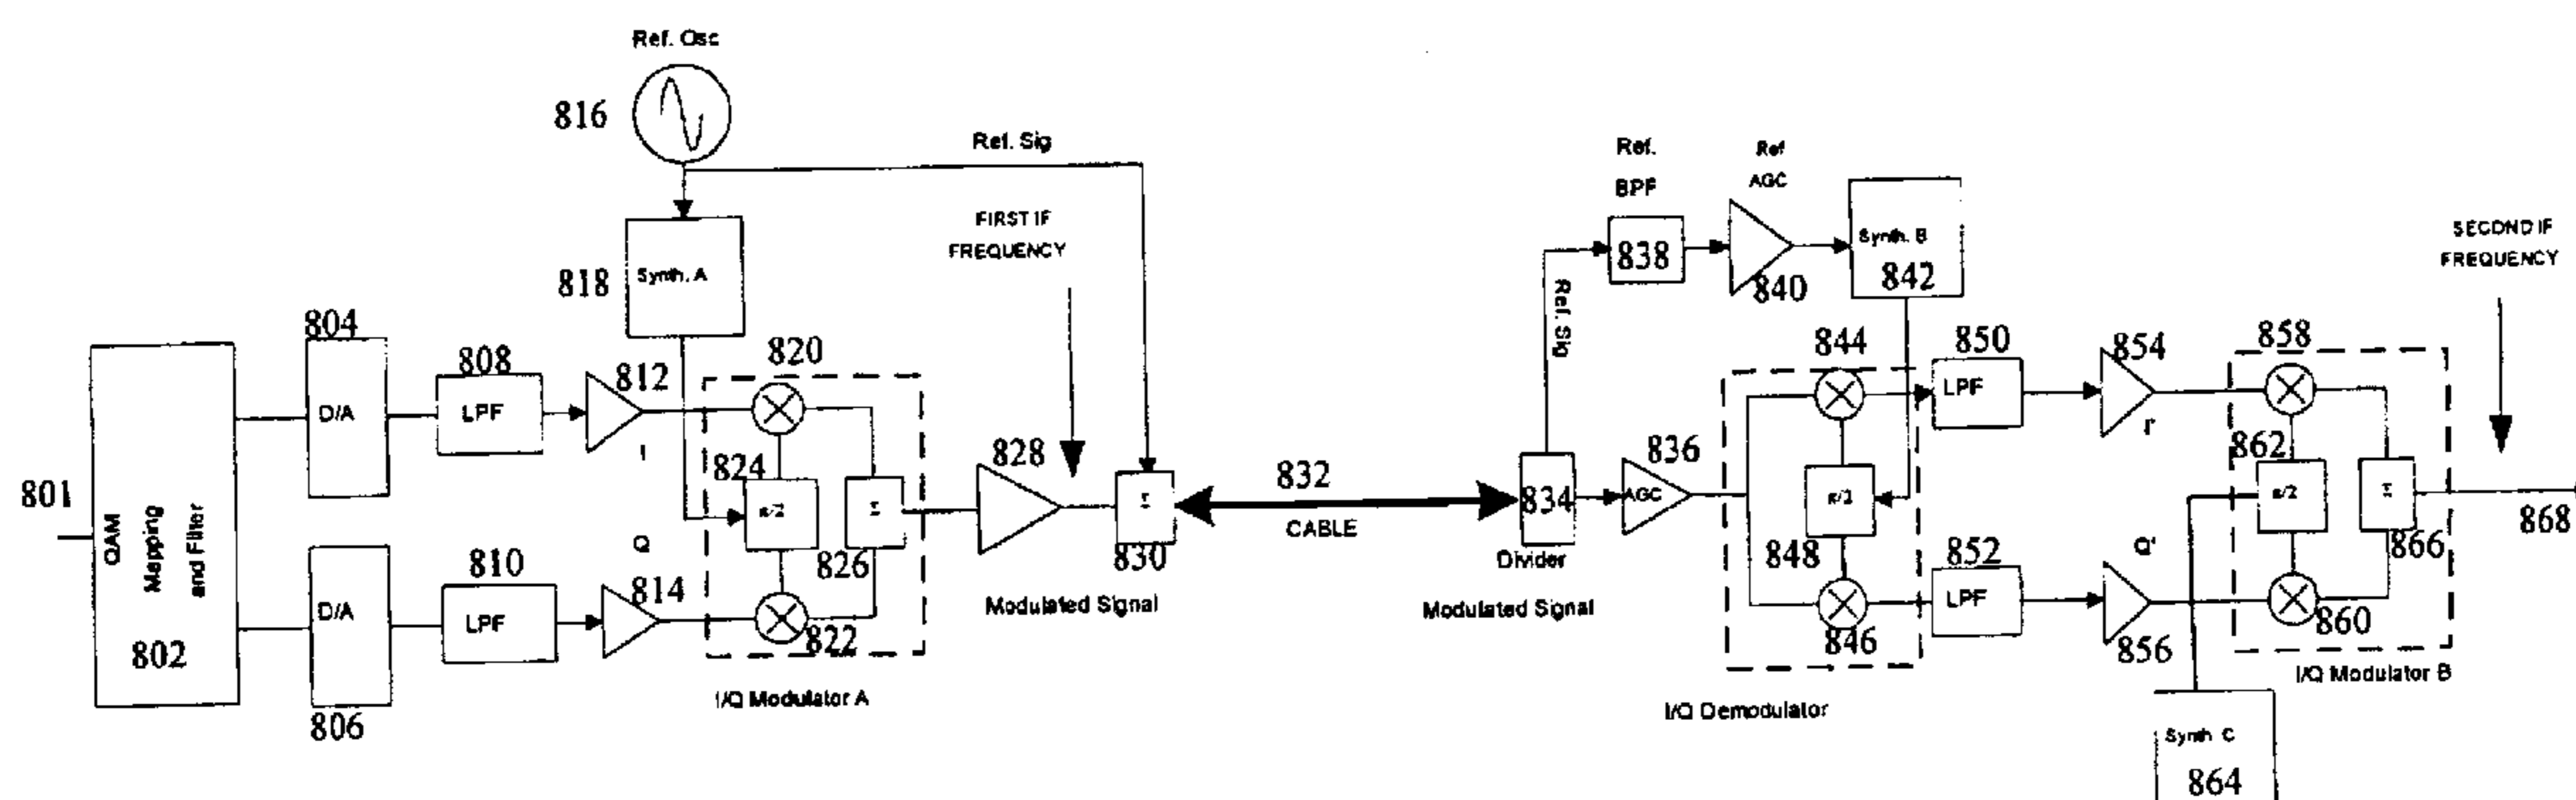 Ref. Osc
816
Ref. Sig
818
Synth. A
FIRST IF
FREQUENCY
801
QAM
Mapping
and Filter
802
804
D/A
806
D/A
808
LPF
810
LPF
812
I
Q
814
820
824
π/2
822
826
Σ
I/Q Modulator A
828
Σ
830
Modulated Signal
832
CABLE
834
Divider
Modulated Signal
Ref. Sig
Ref.
BPF
838
Ref
AGC
840
Synth. B
842
836
AGC
844
π/2
848
846
I/Q Demodulator
850
LPF
852
LPF
854
I'
Q'
856
858
862
π/2
860
Σ
866
I/Q Modulator B
Synth C
864
SECOND IF
FREQUENCY
868